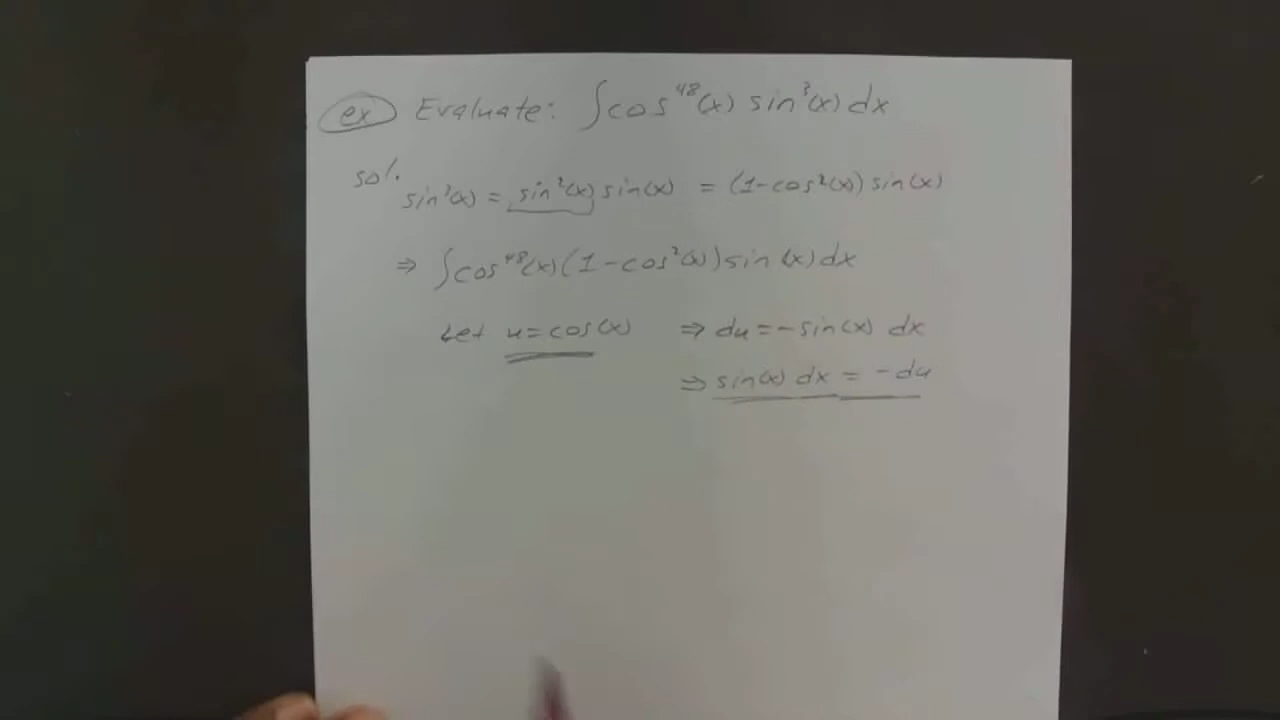 ex Evaluate: ∫cos⁴⁸(x) sin³(x) dx
sol.
sin³(x) = sin²(x) sin(x) = (1-cos²(x)) sin(x)
⇒ ∫cos⁴⁸(x)(1-cos²(x)) sin(x) dx
Let u=cos(x) ⇒ du=-sin(x) dx
⇒ sin(x) dx = -du